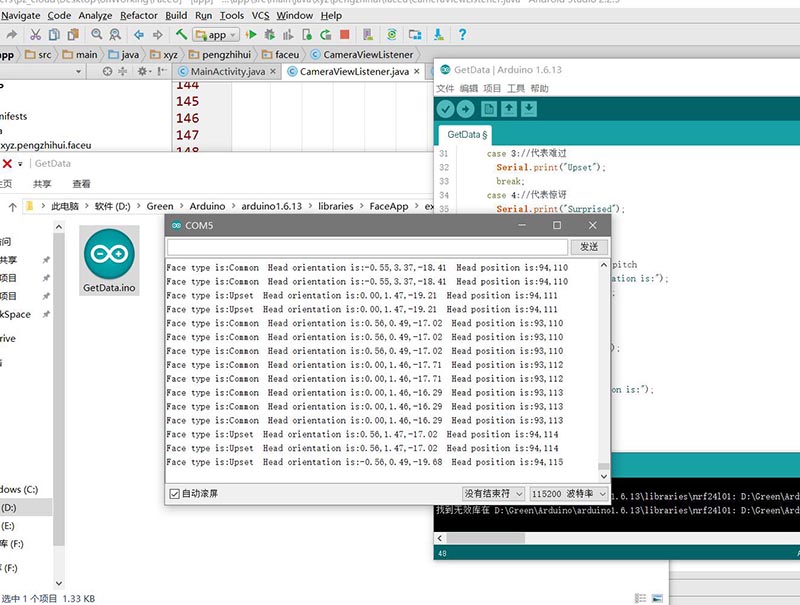 Navigate Code Analyze Refactor Build Run Tools VCS Window Help
app
app src main java xyz pengzhihui faceu CameraViewListener
MainActivity.java × CameraViewListener.java ×
144
145
146
147
148
nifests
xyz.pengzhihui.faceu
GetData
主页 共享 查看
此电脑 > 软件 (D:) > Green > Arduino > arduino1.6.13 > libraries > FaceApp > ex
共享
项目
项目
kSpace
rive
dows (C:)
(D:)
(E:)
库 (F:)
(F:)
GetData.ino
选中 1 个项目 1.33 KB
GetData | Arduino 1.6.13
文件 编辑 项目 工具 帮助
GetData §
31 case 3://代表难过
32 Serial.print("Upset");
33 break;
34 case 4://代表惊讶
35 Serial.print("Surprised");
pitch
ation is:");
);
on is:");
COM5
发送
Face type is:Common Head orientation is:-0.55,3.37,-18.41 Head position is:94,110
Face type is:Common Head orientation is:-0.55,3.37,-18.41 Head position is:94,110
Face type is:Upset Head orientation is:0.00,1.47,-19.21 Head position is:94,111
Face type is:Upset Head orientation is:0.00,1.47,-19.21 Head position is:94,111
Face type is:Common Head orientation is:0.56,0.49,-17.02 Head position is:93,110
Face type is:Common Head orientation is:0.56,0.49,-17.02 Head position is:93,110
Face type is:Common Head orientation is:0.56,0.49,-17.02 Head position is:93,110
Face type is:Common Head orientation is:0.00,1.46,-17.71 Head position is:93,112
Face type is:Common Head orientation is:0.00,1.46,-17.71 Head position is:93,112
Face type is:Common Head orientation is:0.00,1.46,-16.29 Head position is:93,113
Face type is:Common Head orientation is:0.00,1.46,-16.29 Head position is:93,113
Face type is:Common Head orientation is:0.00,1.46,-16.29 Head position is:93,113
Face type is:Upset Head orientation is:0.56,1.47,-17.02 Head position is:94,114
Face type is:Upset Head orientation is:0.56,1.47,-17.02 Head position is:94,114
Face type is:Upset Head orientation is:-0.56,0.49,-19.68 Head position is:94,115
自动滚屏 没有结束符 115200 波特率
1.6.13\libraries\nrf24l01: D:\Green\Ard
找到无效库在 D:\Green\Arduino\arduino1.6.13\libraries\nrf24l01: D:\Green\Ard
48